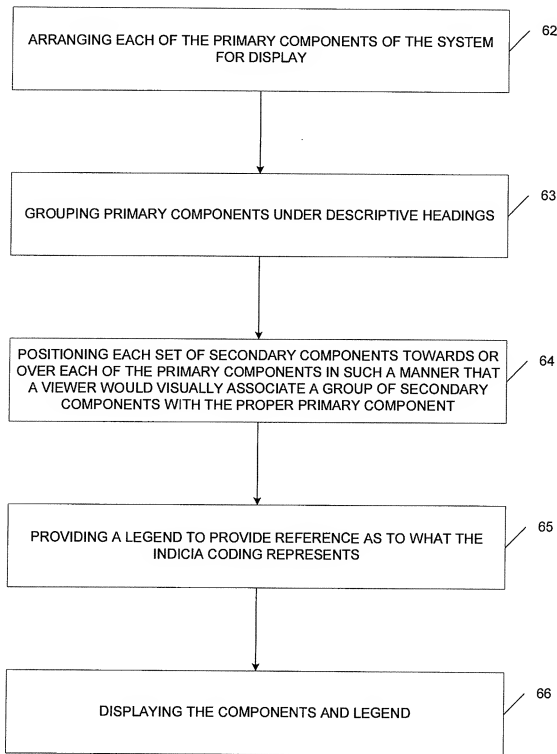 ARRANGING EACH OF THE PRIMARY COMPONENTS OF THE SYSTEM
FOR DISPLAY
62
GROUPING PRIMARY COMPONENTS UNDER DESCRIPTIVE HEADINGS
63
POSITIONING EACH SET OF SECONDARY COMPONENTS TOWARDS OR
OVER EACH OF THE PRIMARY COMPONENTS IN SUCH A MANNER THAT
A VIEWER WOULD VISUALLY ASSOCIATE A GROUP OF SECONDARY
COMPONENTS WITH THE PROPER PRIMARY COMPONENT
64
PROVIDING A LEGEND TO PROVIDE REFERENCE AS TO WHAT THE
INDICIA CODING REPRESENTS
65
DISPLAYING THE COMPONENTS AND LEGEND
66